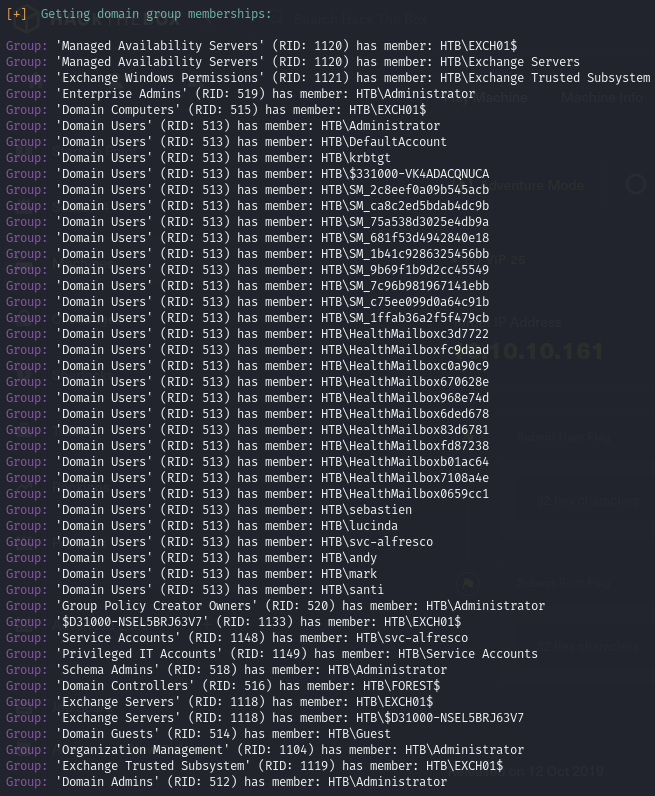 [+] Getting domain group memberships:
Group: 'Managed Availability Servers' (RID: 1120) has member: HTB\EXCH01$
Group: 'Managed Availability Servers' (RID: 1120) has member: HTB\Exchange Servers
Group: 'Exchange Windows Permissions' (RID: 1121) has member: HTB\Exchange Trusted Subsystem
Group: 'Enterprise Admins' (RID: 519) has member: HTB\Administrator
Group: 'Domain Computers' (RID: 515) has member: HTB\EXCH01$
Group: 'Domain Users' (RID: 513) has member: HTB\Administrator
Group: 'Domain Users' (RID: 513) has member: HTB\DefaultAccount
Group: 'Domain Users' (RID: 513) has member: HTB\krbtgt
Group: 'Domain Users' (RID: 513) has member: HTB\$331000-VK4ADACQNUCA
Group: 'Domain Users' (RID: 513) has member: HTB\SM_2c8eef0a09b545acb
Group: 'Domain Users' (RID: 513) has member: HTB\SM_ca8c2ed5bdab4dc9b
Group: 'Domain Users' (RID: 513) has member: HTB\SM_75a538d3025e4db9a
Group: 'Domain Users' (RID: 513) has member: HTB\SM_681f53d4942840e18
Group: 'Domain Users' (RID: 513) has member: HTB\SM_1b41c9286325456bb
Group: 'Domain Users' (RID: 513) has member: HTB\SM_9b69f1b9d2cc45549
Group: 'Domain Users' (RID: 513) has member: HTB\SM_7c96b981967141ebb
Group: 'Domain Users' (RID: 513) has member: HTB\SM_c75ee099d0a64c91b
Group: 'Domain Users' (RID: 513) has member: HTB\SM_1ffab36a2f5f479cb
Group: 'Domain Users' (RID: 513) has member: HTB\HealthMailboxc3d7722
Group: 'Domain Users' (RID: 513) has member: HTB\HealthMailboxfc9daad
Group: 'Domain Users' (RID: 513) has member: HTB\HealthMailboxc0a90c9
Group: 'Domain Users' (RID: 513) has member: HTB\HealthMailbox670628e
Group: 'Domain Users' (RID: 513) has member: HTB\HealthMailbox968e74d
Group: 'Domain Users' (RID: 513) has member: HTB\HealthMailbox6ded678
Group: 'Domain Users' (RID: 513) has member: HTB\HealthMailbox83d6781
Group: 'Domain Users' (RID: 513) has member: HTB\HealthMailboxfd87238
Group: 'Domain Users' (RID: 513) has member: HTB\HealthMailboxb01ac64
Group: 'Domain Users' (RID: 513) has member: HTB\HealthMailbox7108a4e
Group: 'Domain Users' (RID: 513) has member: HTB\HealthMailbox0659cc1
Group: 'Domain Users' (RID: 513) has member: HTB\sebastien
Group: 'Domain Users' (RID: 513) has member: HTB\lucinda
Group: 'Domain Users' (RID: 513) has member: HTB\svc-alfresco
Group: 'Domain Users' (RID: 513) has member: HTB\andy
Group: 'Domain Users' (RID: 513) has member: HTB\mark
Group: 'Domain Users' (RID: 513) has member: HTB\santi
Group: 'Group Policy Creator Owners' (RID: 520) has member: HTB\Administrator
Group: '$D31000-NSEL5BRJ63V7' (RID: 1133) has member: HTB\EXCH01$
Group: 'Service Accounts' (RID: 1148) has member: HTB\svc-alfresco
Group: 'Privileged IT Accounts' (RID: 1149) has member: HTB\Service Accounts
Group: 'Schema Admins' (RID: 518) has member: HTB\Administrator
Group: 'Domain Controllers' (RID: 516) has member: HTB\FOREST$
Group: 'Exchange Servers' (RID: 1118) has member: HTB\EXCH01$
Group: 'Exchange Servers' (RID: 1118) has member: HTB\$D31000-NSEL5BRJ63V7
Group: 'Domain Guests' (RID: 514) has member: HTB\Guest
Group: 'Organization Management' (RID: 1104) has member: HTB\Administrator
Group: 'Exchange Trusted Subsystem' (RID: 1119) has member: HTB\EXCH01$
Group: 'Domain Admins' (RID: 512) has member: HTB\Administrator